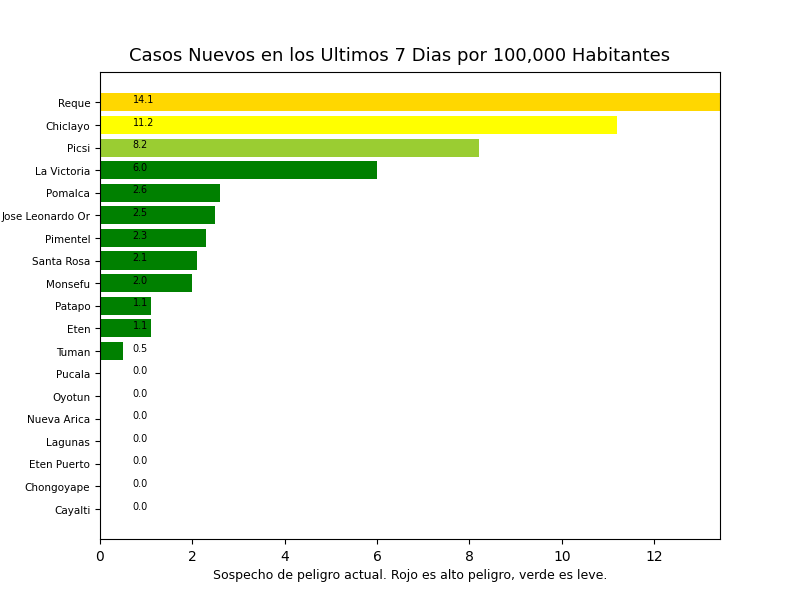 Casos Nuevos en los Ultimos 7 Dias por 100,000 Habitantes
Reque 14.1
Chiclayo 11.2
Picsi 8.2
La Victoria 6.0
Pomalca 2.6
Jose Leonardo Or 2.5
Pimentel 2.3
Santa Rosa 2.1
Monsefu 2.0
Patapo 1.1
Eten 1.1
Tuman 0.5
Pucala 0.0
Oyotun 0.0
Nueva Arica 0.0
Lagunas 0.0
Eten Puerto 0.0
Chongoyape 0.0
Cayalti 0.0
0 2 4 6 8 10 12
Sospecho de peligro actual. Rojo es alto peligro, verde es leve.